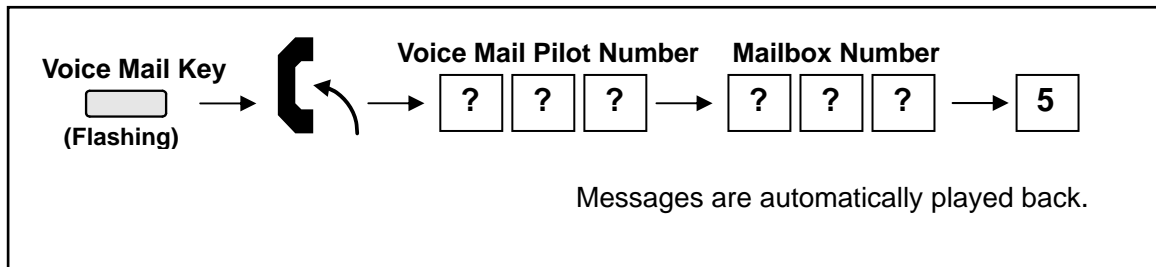 Voice Mail Pilot Number Mailbox Number
Voice Mail Key
? ? ? ? ? ? 5
(Flashing)
Messages are automatically played back.